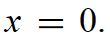 x = 0.